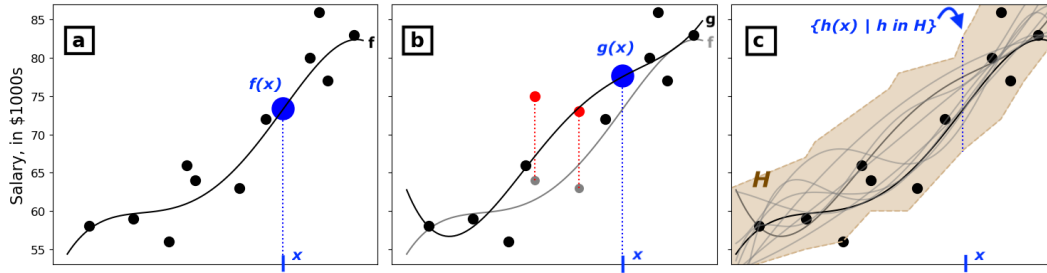 Salary, in $1000s
85
80
75
70
65
60
55
a
f
f(x)
x
b
g
f
g(x)
x
c
{h(x) | h in H}
H
x